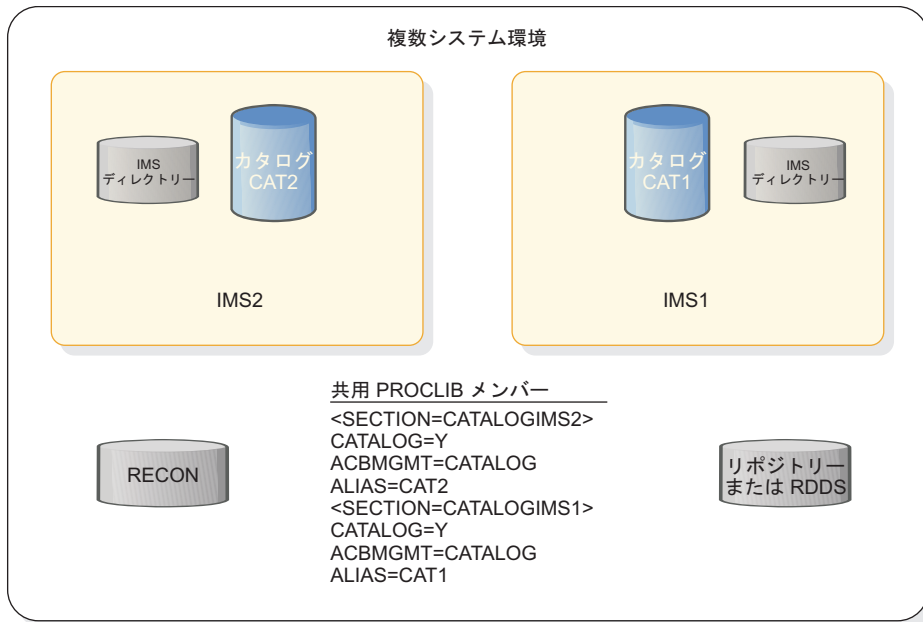 複数システム環境
IMS
ディレクトリー
カタログ
CAT2
IMS2
カタログ
CAT1
IMS
ディレクトリー
IMS1
RECON
共用 PROCLIB メンバー
<SECTION=CATALOGIMS2>
CATALOG=Y
ACBMGMT=CATALOG
ALIAS=CAT2
<SECTION=CATALOGIMS1>
CATALOG=Y
ACBMGMT=CATALOG
ALIAS=CAT1
リポジトリー
または RDDS